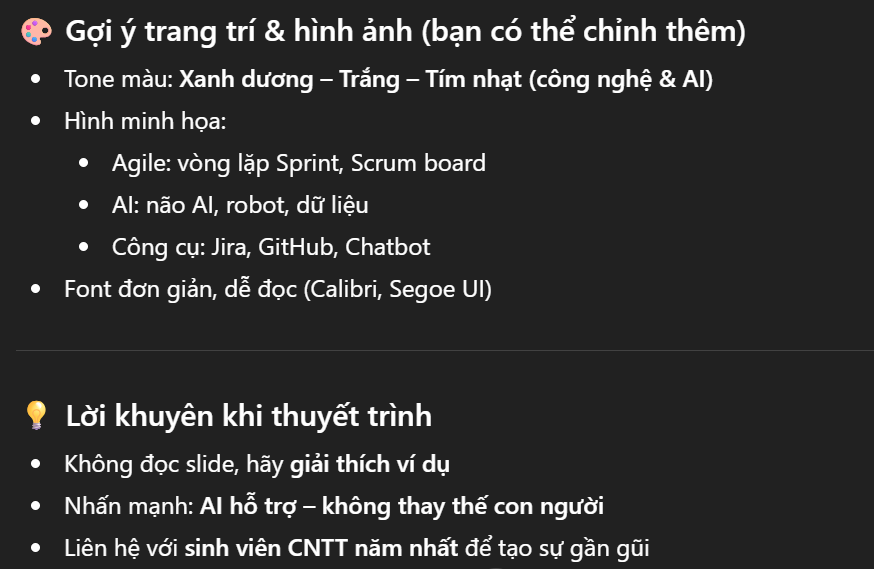 🎨 Gợi ý trang trí & hình ảnh (bạn có thể chỉnh thêm)
• Tone màu: Xanh dương – Trắng – Tím nhạt (công nghệ & AI)
• Hình minh họa:
• Agile: vòng lặp Sprint, Scrum board
• AI: não AI, robot, dữ liệu
• Công cụ: Jira, GitHub, Chatbot
• Font đơn giản, dễ đọc (Calibri, Segoe UI)
💡 Lời khuyên khi thuyết trình
• Không đọc slide, hãy giải thích ví dụ
• Nhấn mạnh: AI hỗ trợ – không thay thế con người
• Liên hệ với sinh viên CNTT năm nhất để tạo sự gần gũi